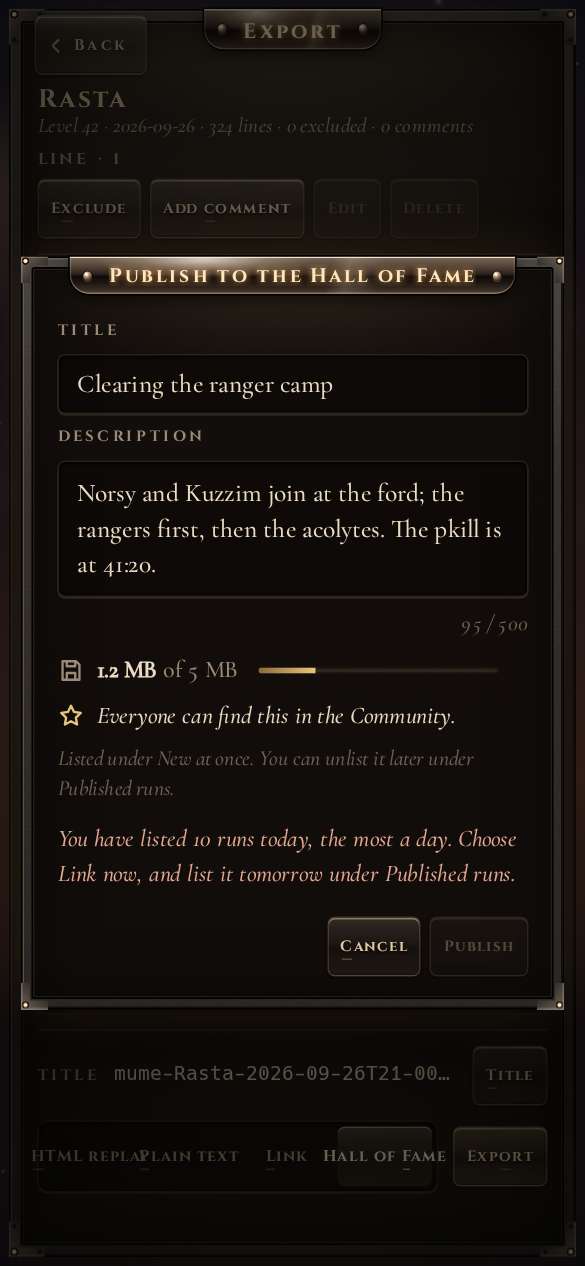 Export
Back
Rasta
Level 42 · 2026-09-26 · 324 lines · 0 excluded · 0 comments
LINE · 1
Exclude
Add comment
Edit
Delete
Publish to the Hall of Fame
TITLE
Clearing the ranger camp
DESCRIPTION
Norsy and Kuzzim join at the ford; the
rangers first, then the acolytes. The pkill is
at 41:20.
95 / 500
1.2 MB of 5 MB
Everyone can find this in the Community.
Listed under New at once. You can unlist it later under
Published runs.
You have listed 10 runs today, the most a day. Choose
Link now, and list it tomorrow under Published runs.
Cancel
Publish
TITLE
mume-Rasta-2026-09-26T21-00…
Title
HTML replay
Plain text
Link
Hall of Fame
Export